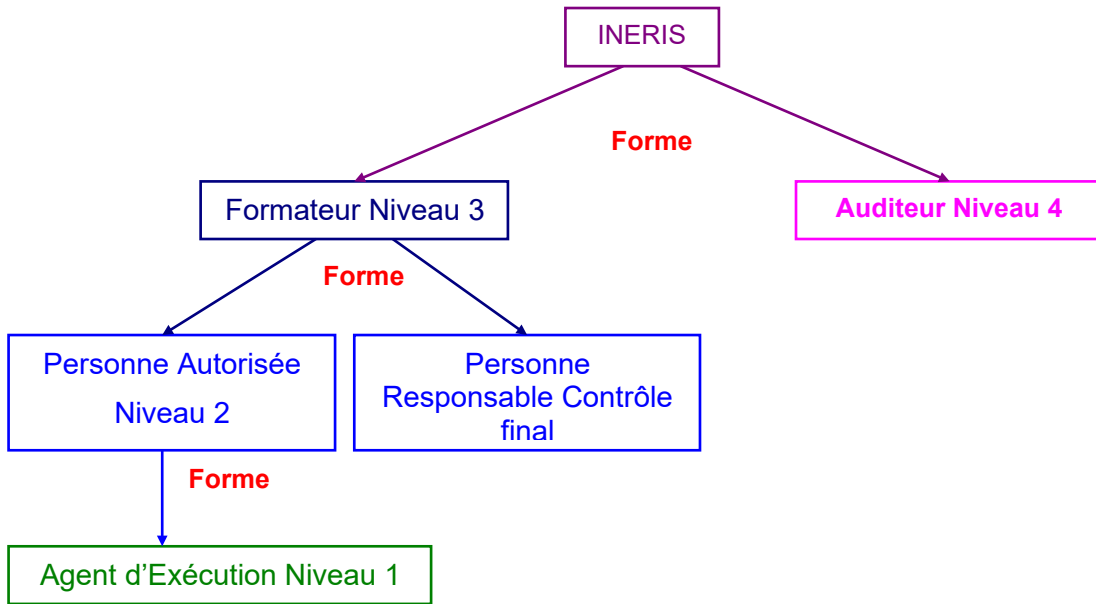 INERIS
Forme
Formateur Niveau 3
Auditeur Niveau 4
Forme
Personne Autorisée
Niveau 2
Personne
Responsable Contrôle
final
Forme
Agent d’Exécution Niveau 1